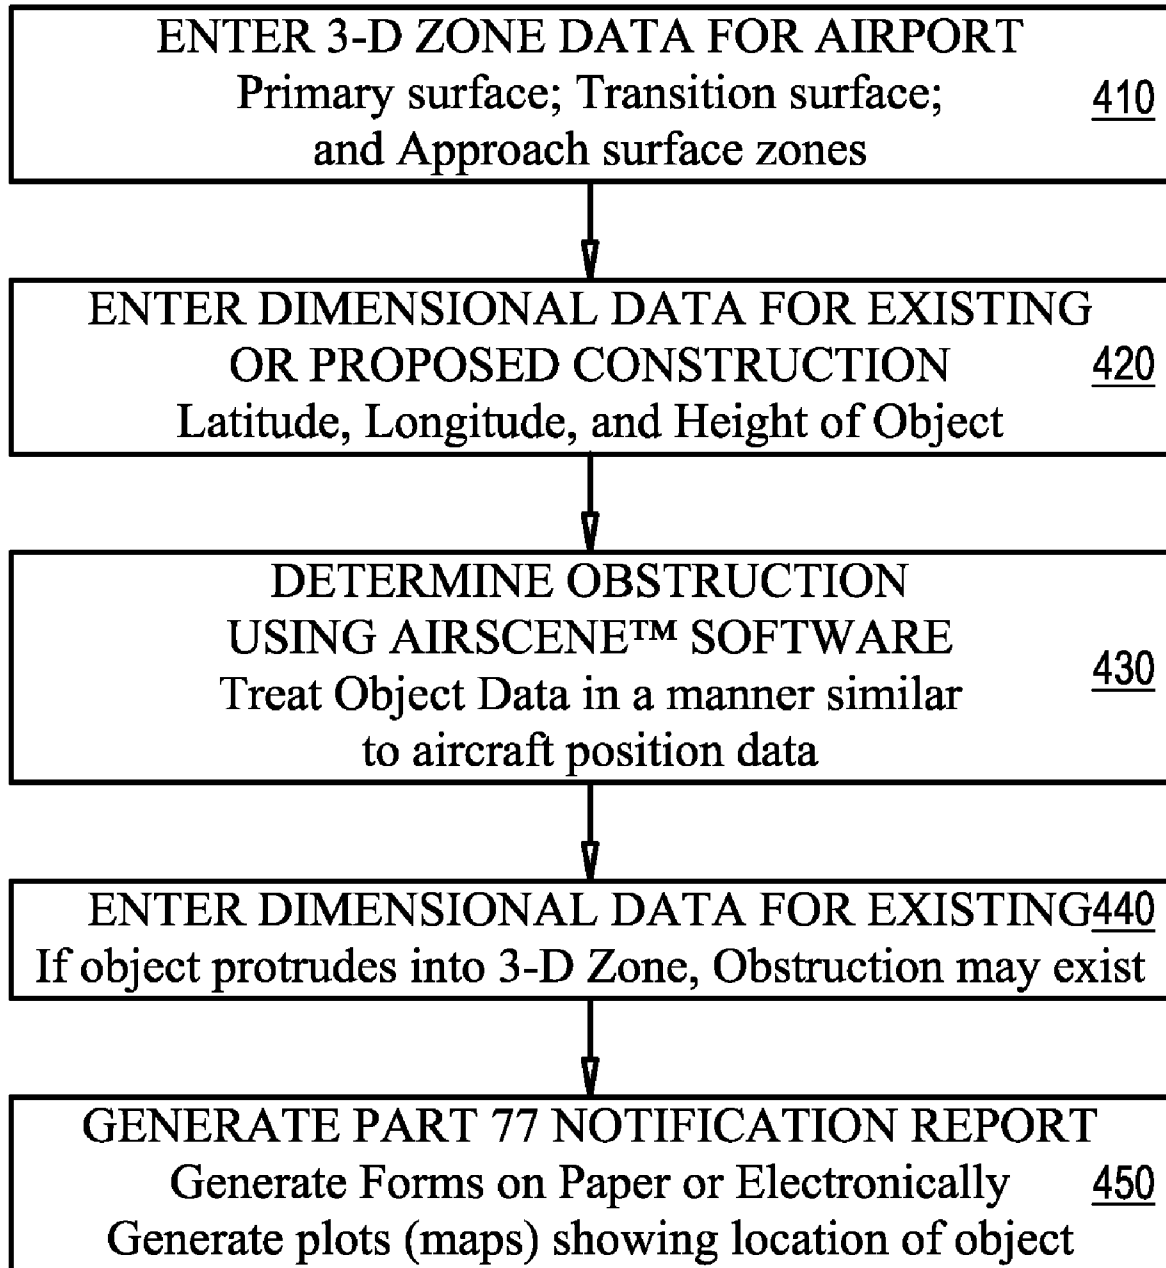 ENTER 3-D ZONE DATA FOR AIRPORT
Primary surface; Transition surface;
and Approach surface zones
410
ENTER DIMENSIONAL DATA FOR EXISTING
OR PROPOSED CONSTRUCTION
Latitude, Longitude, and Height of Object
420
DETERMINE OBSTRUCTION
USING AIRSCENE™ SOFTWARE
Treat Object Data in a manner similar
to aircraft position data
430
ENTER DIMENSIONAL DATA FOR EXISTING 440
If object protrudes into 3-D Zone, Obstruction may exist
GENERATE PART 77 NOTIFICATION REPORT
Generate Forms on Paper or Electronically
450
Generate plots (maps) showing location of object